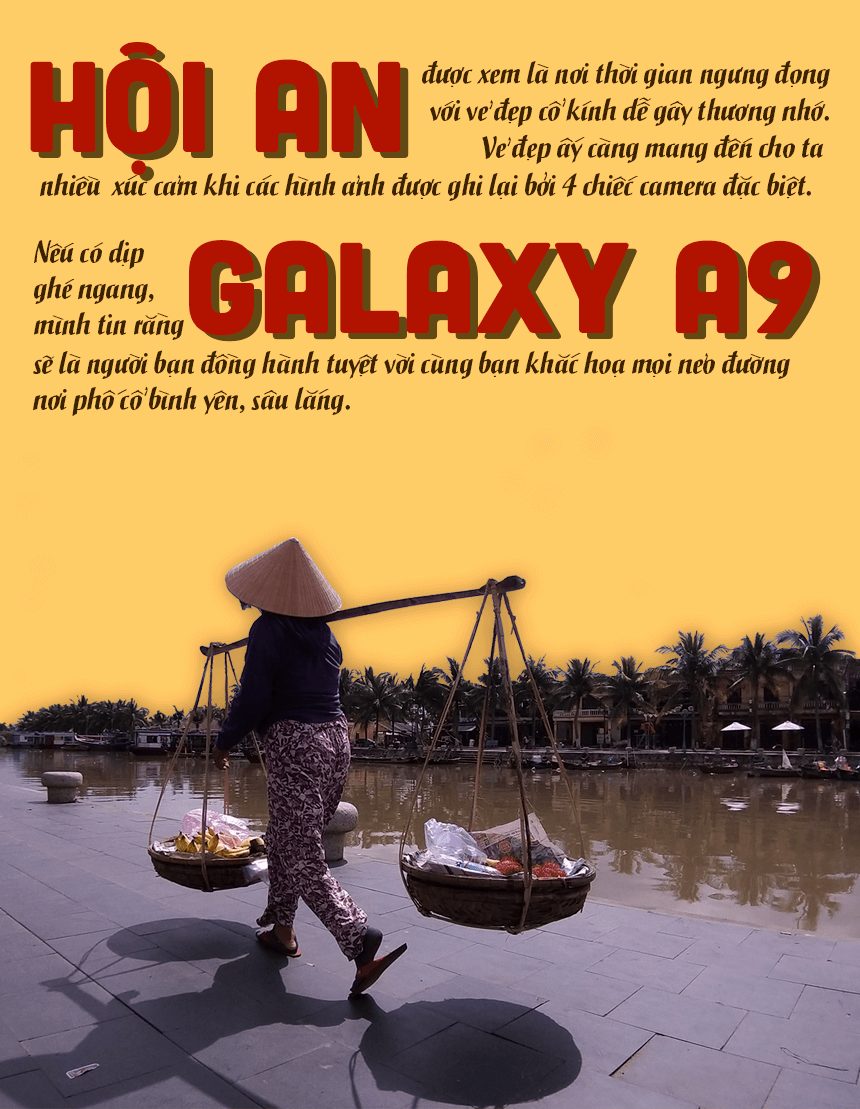 HỘI AN được xem là nơi thời gian ngưng đọng
với vẻ đẹp cổ kính dễ gây thương nhớ.
Vẻ đẹp ấy càng mang đến cho ta
nhiều xúc cảm khi các hình ảnh được ghi lại bởi 4 chiếc camera đặc biệt.
Nếu có dịp
ghé ngang,
mình tin rằng GALAXY A9
sẽ là người bạn đồng hành tuyệt vời cùng bạn khắc hoạ mọi nẻo đường
nơi phố cổ bình yên, sâu lắng.